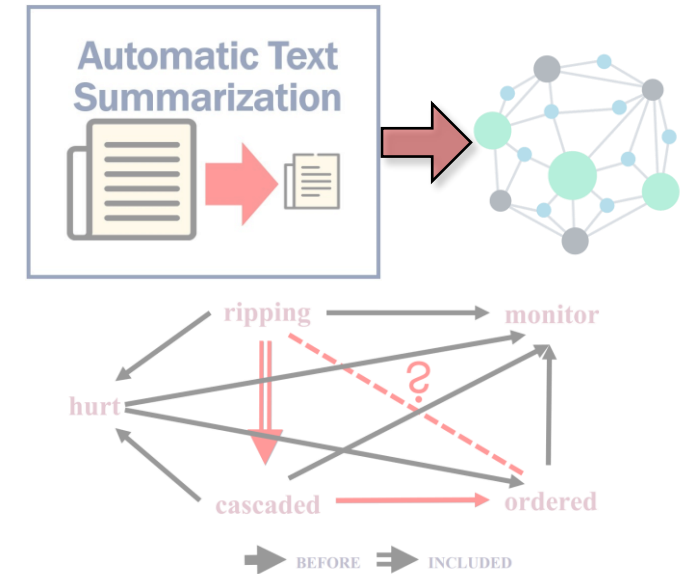 Automatic Text
Summarization
ripping
monitor
?
hurt
cascaded
ordered
BEFORE
INCLUDED